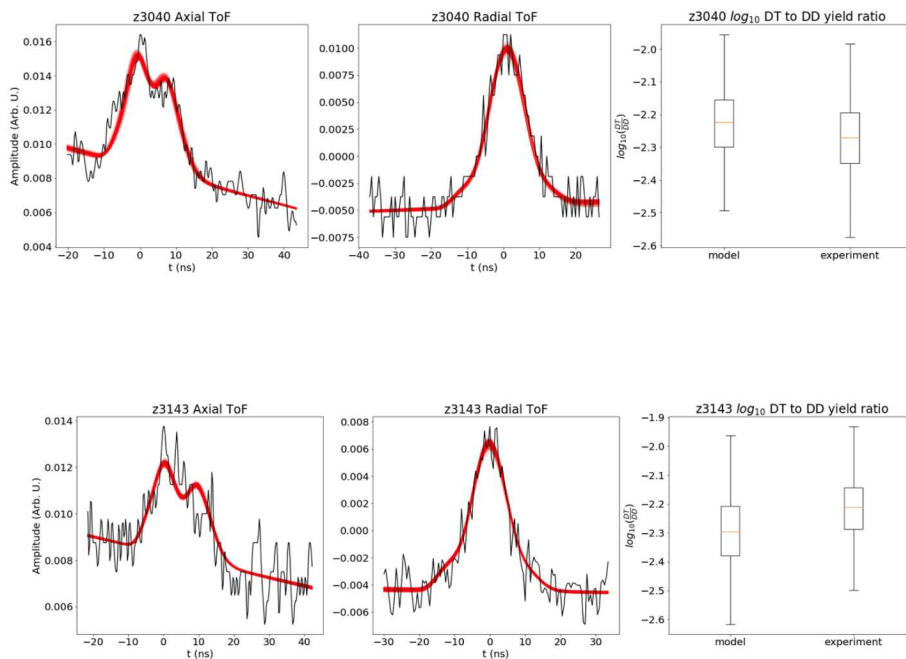 z3040 Axial ToF
Amplitude (Arb. U.)
0.016
0.014
0.012
0.010
0.008
0.006
0.004
−20 −10 0 10 20 30 40
t (ns)
z3040 Radial ToF
0.0100
0.0075
0.0050
0.0025
0.0000
−0.0025
−0.0050
−0.0075
−40 −30 −20 −10 0 10 20
t (ns)
z3040 log₁₀ DT to DD yield ratio
log₁₀(DT/DD)
−2.0
−2.1
−2.2
−2.3
−2.4
−2.5
−2.6
model experiment
z3143 Axial ToF
Amplitude (Arb. U.)
0.014
0.012
0.010
0.008
0.006
−20 −10 0 10 20 30 40
t (ns)
z3143 Radial ToF
0.008
0.006
0.004
0.002
0.000
−0.002
−0.004
−0.006
−30 −20 −10 0 10 20 30
t (ns)
z3143 log₁₀ DT to DD yield ratio
log₁₀(DT/DD)
−1.9
−2.0
−2.1
−2.2
−2.3
−2.4
−2.5
−2.6
model experiment